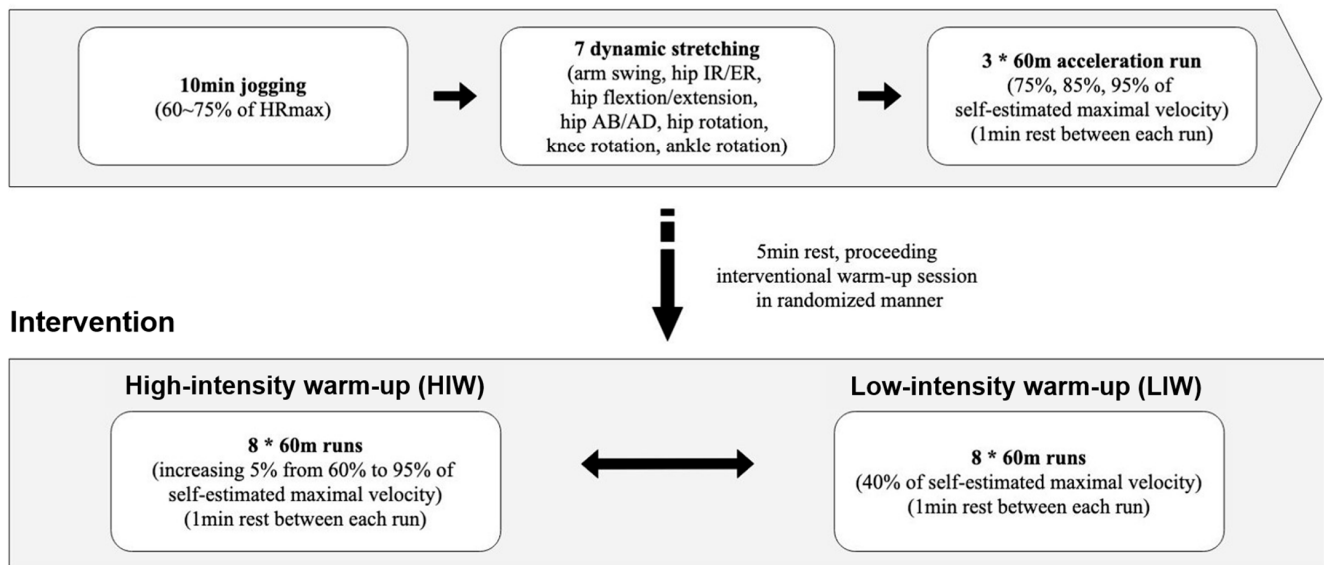 10min jogging
(60~75% of HRmax)
7 dynamic stretching
(arm swing, hip IR/ER,
hip flextion/extension,
hip AB/AD, hip rotation,
knee rotation, ankle rotation)
3 * 60m acceleration run
(75%, 85%, 95% of
self-estimated maximal velocity)
(1min rest between each run)
5min rest, proceeding
interventional warm-up session
in randomized manner
Intervention
High-intensity warm-up (HIW)
8 * 60m runs
(increasing 5% from 60% to 95% of
self-estimated maximal velocity)
(1min rest between each run)
Low-intensity warm-up (LIW)
8 * 60m runs
(40% of self-estimated maximal velocity)
(1min rest between each run)